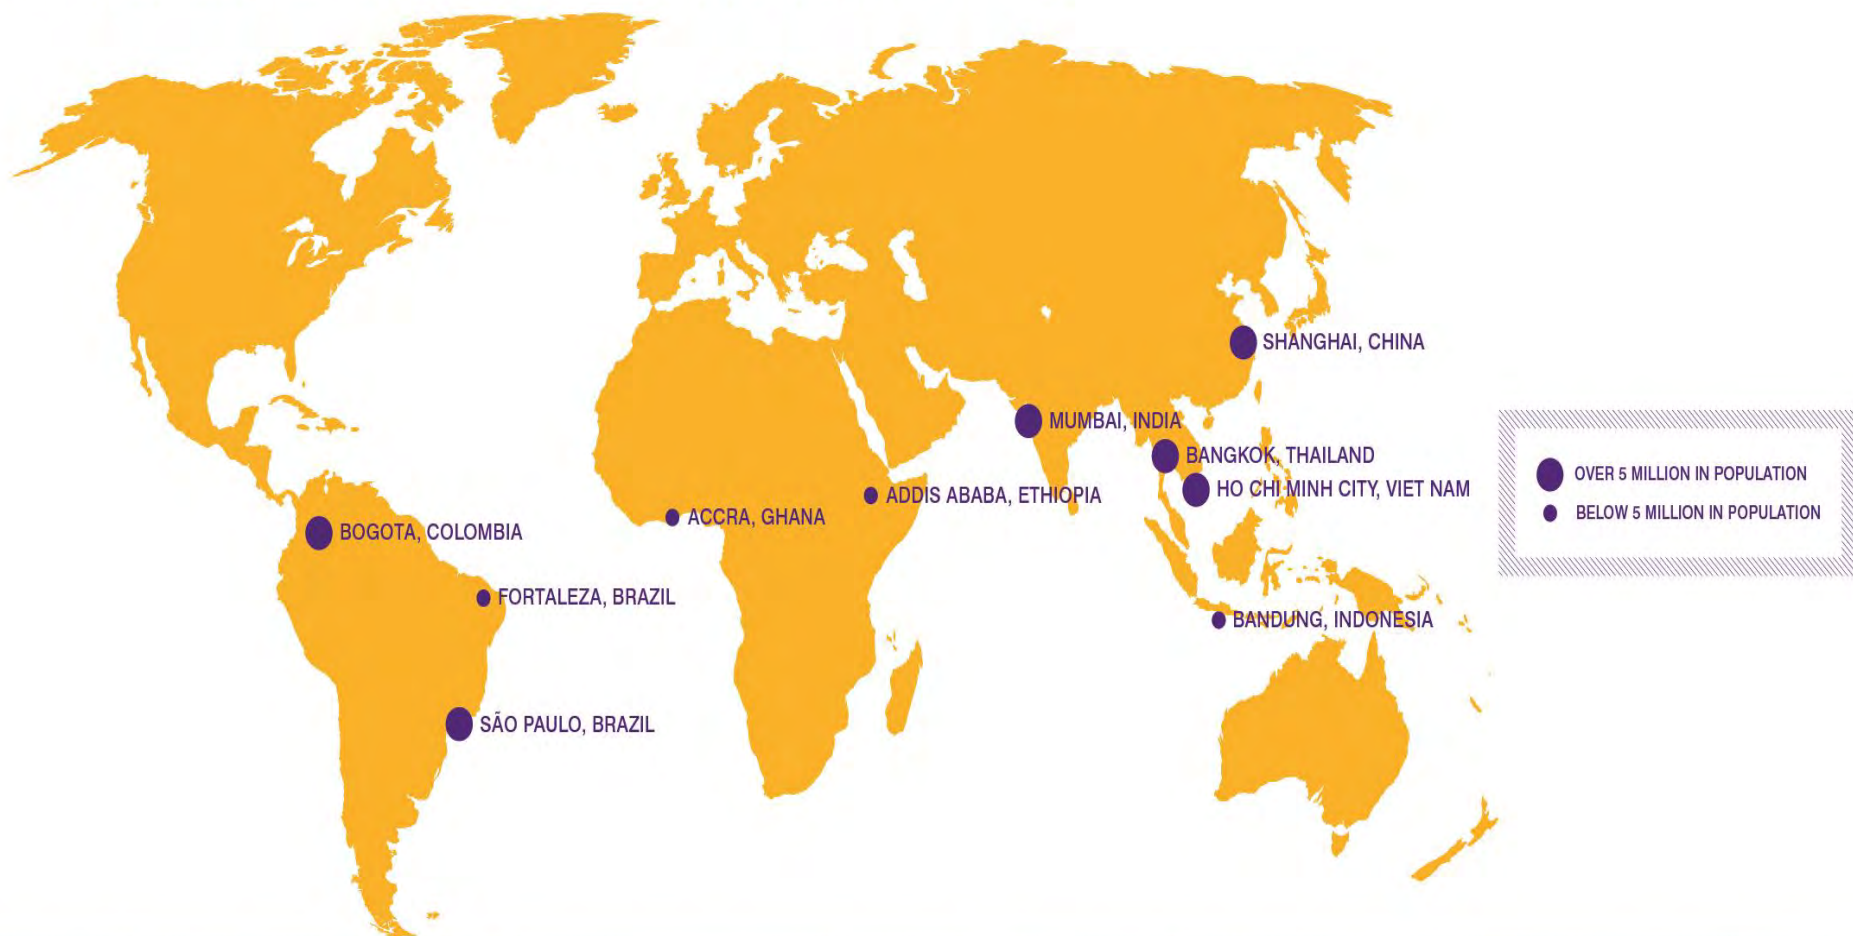 SHANGHAI, CHINA
MUMBAI, INDIA
BANGKOK, THAILAND
OVER 5 MILLION IN POPULATION
HO CHI MINH CITY, VIET NAM
ADDIS ABABA, ETHIOPIA
BELOW 5 MILLION IN POPULATION
ACCRA, GHANA
BOGOTA, COLOMBIA
FORTALEZA, BRAZIL
BANDUNG, INDONESIA
SÃO PAULO, BRAZIL